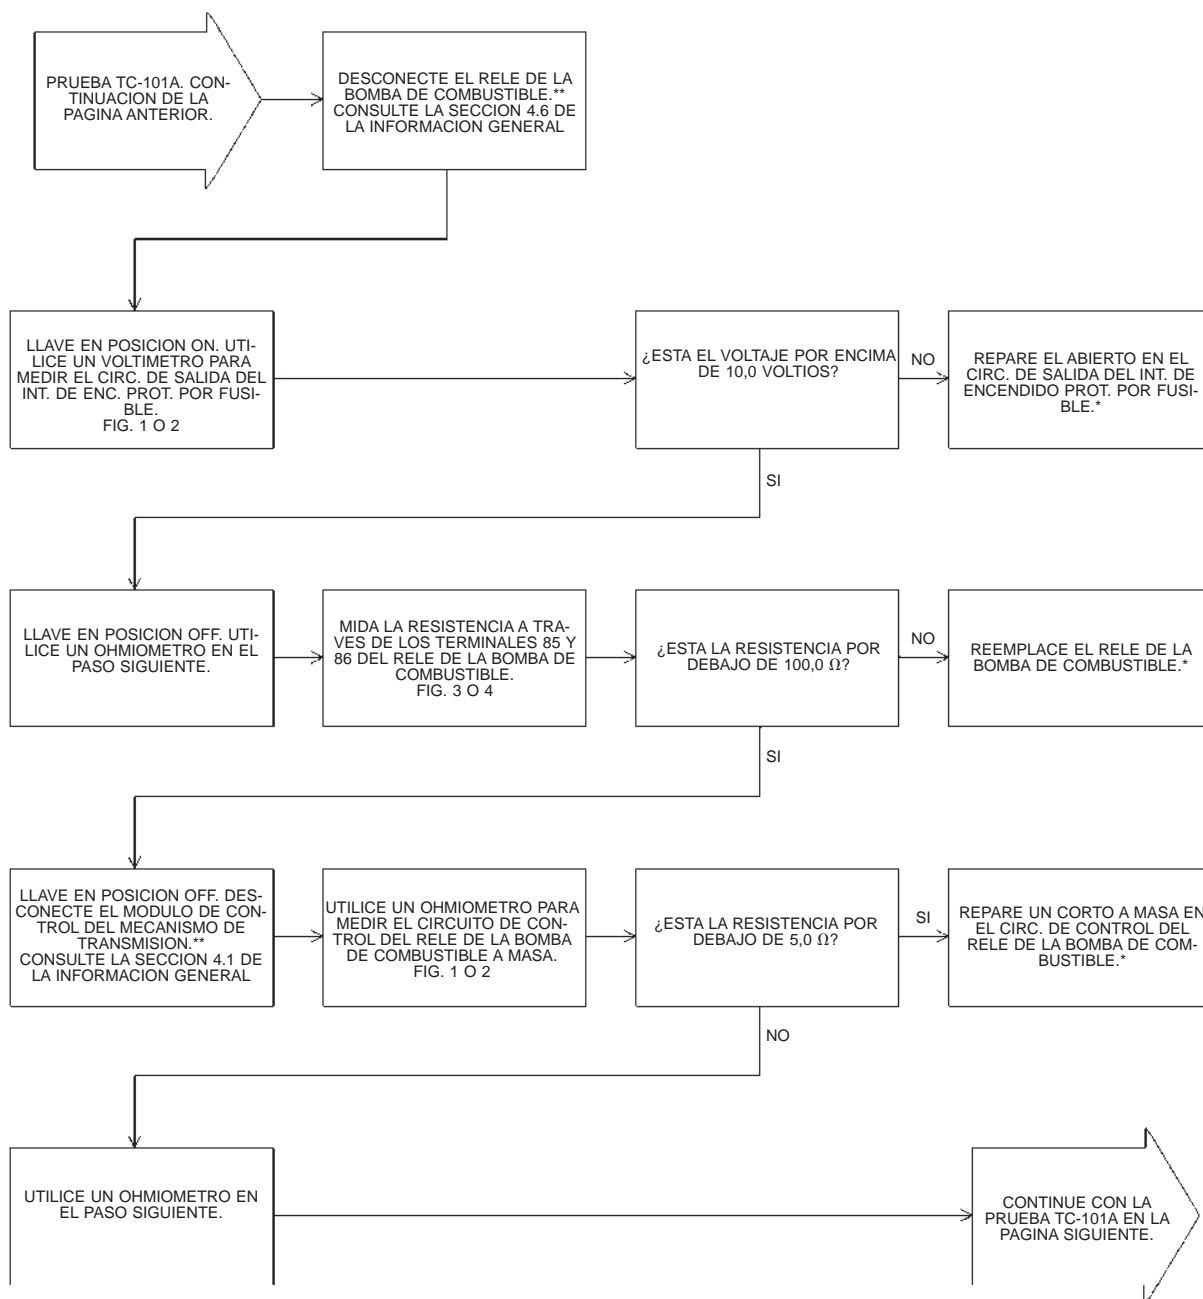 PRUEBA TC-101A. CON-
TINUACION DE LA
PAGINA ANTERIOR.
DESCONECTE EL RELE DE LA
BOMBA DE COMBUSTIBLE.**
CONSULTE LA SECCION 4.6 DE
LA INFORMACION GENERAL
LLAVE EN POSICION ON. UTI-
LICE UN VOLTIMETRO PARA
MEDIR EL CIRC. DE SALIDA DEL
INT. DE ENC. PROT. POR FUSI-
BLE.
FIG. 1 O 2
¿ESTA EL VOLTAJE POR ENCIMA
DE 10,0 VOLTIOS?
NO
REPARE EL ABIERTO EN EL
CIRC. DE SALIDA DEL INT. DE
ENCENDIDO PROT. POR FUSI-
BLE.*
SI
LLAVE EN POSICION OFF. UTI-
LICE UN OHMIOMETRO EN EL
PASO SIGUIENTE.
MIDA LA RESISTENCIA A TRA-
VES DE LOS TERMINALES 85 Y
86 DEL RELE DE LA BOMBA DE
COMBUSTIBLE.
FIG. 3 O 4
¿ESTA LA RESISTENCIA POR
DEBAJO DE 100,0 Ω?
NO
REEMPLACE EL RELE DE LA
BOMBA DE COMBUSTIBLE.*
SI
LLAVE EN POSICION OFF. DES-
CONECTE EL MODULO DE CON-
TROL DEL MECANISMO DE
TRANSMISION.**
CONSULTE LA SECCION 4.1 DE
LA INFORMACION GENERAL
UTILICE UN OHMIOMETRO PARA
MEDIR EL CIRCUITO DE CON-
TROL DEL RELE DE LA BOMBA
DE COMBUSTIBLE A MASA.
FIG. 1 O 2
¿ESTA LA RESISTENCIA POR
DEBAJO DE 5,0 Ω?
SI
REPARE UN CORTO A MASA EN
EL CIRC. DE CONTROL DEL
RELE DE LA BOMBA DE COM-
BUSTIBLE.*
NO
UTILICE UN OHMIOMETRO EN
EL PASO SIGUIENTE.
CONTINUE CON LA
PRUEBA TC-101A EN LA
PAGINA SIGUIENTE.